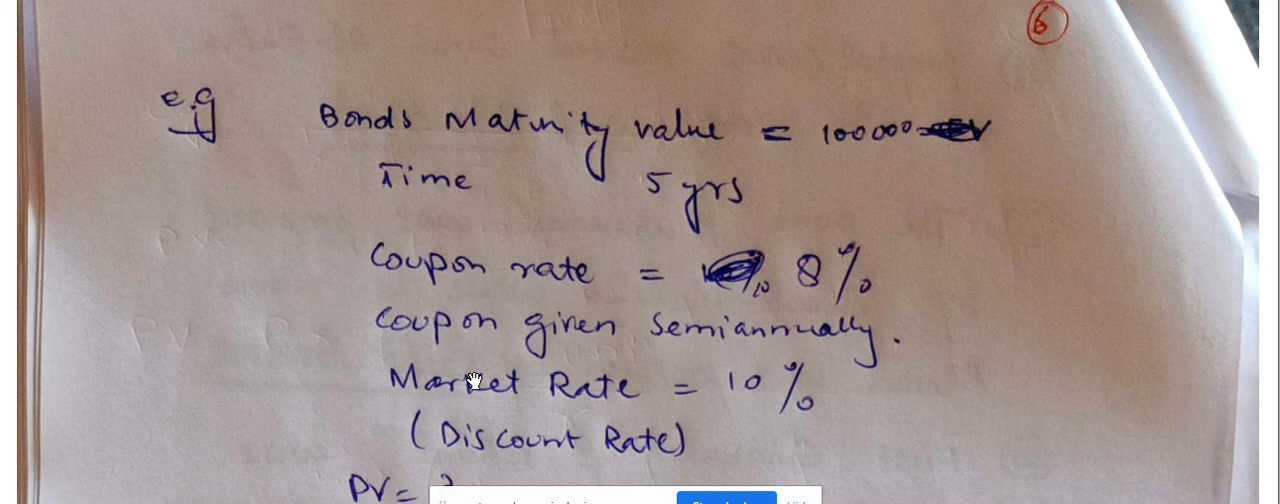 6
e.g Bonds Maturity value = 100000
Time 5 yrs
Coupon rate = 8%
Coupon given semiannually.
Market Rate = 10%
(Discount Rate)
PV = ?